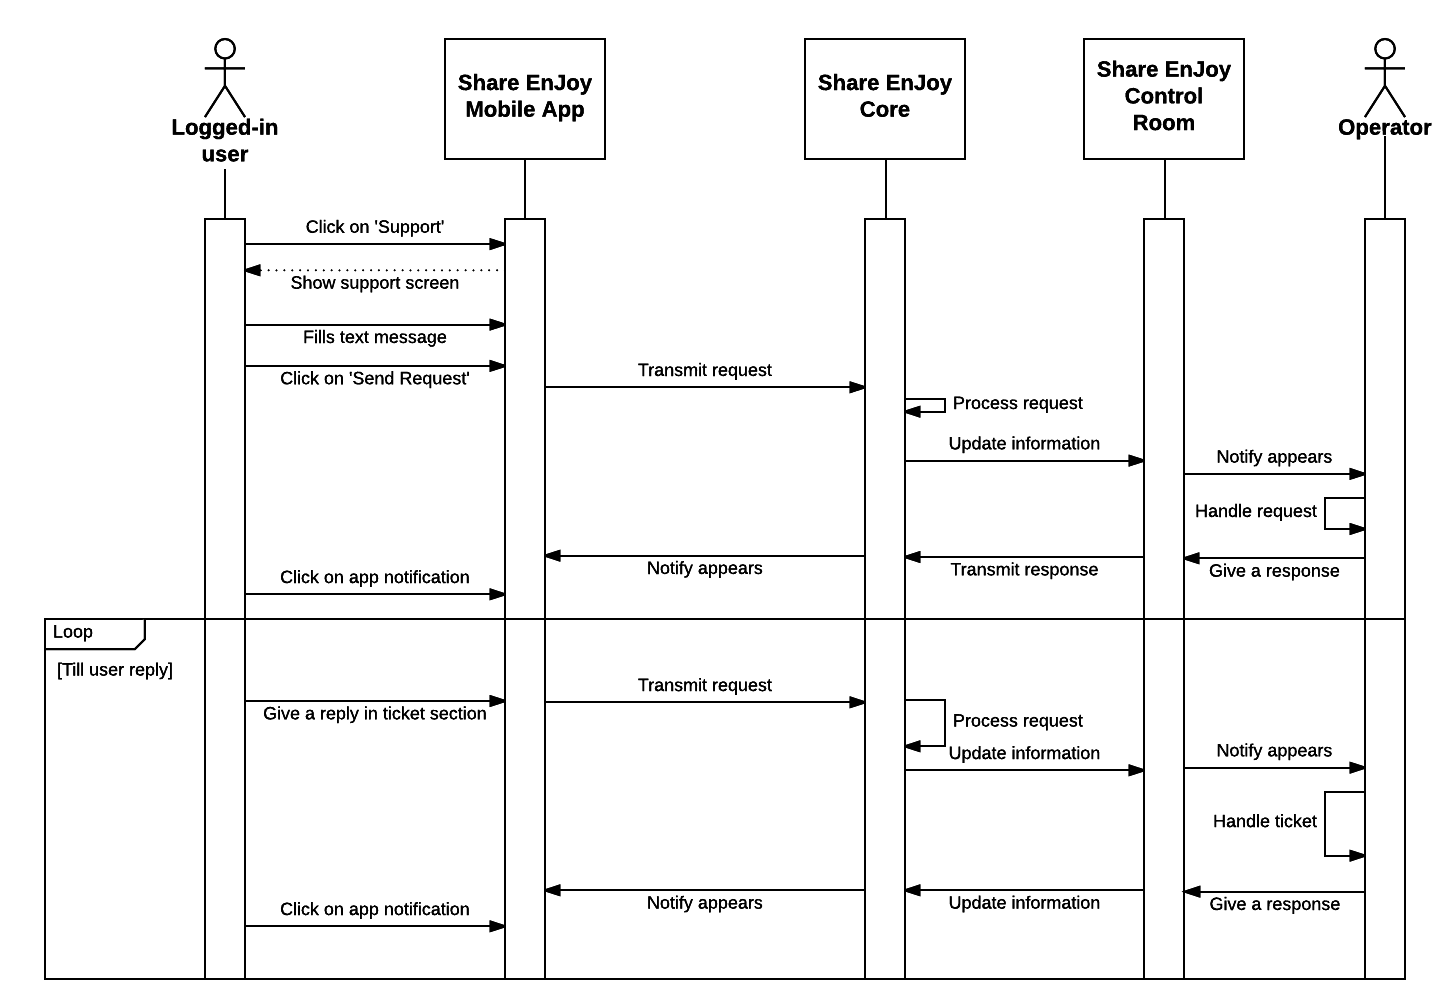 Logged-in
user
Share EnJoy
Mobile App
Share EnJoy
Core
Share EnJoy
Control
Room
Operator
Click on 'Support'
Show support screen
Fills text message
Click on 'Send Request'
Transmit request
Process request
Update information
Notify appears
Handle request
Give a response
Transmit response
Notify appears
Click on app notification
Loop
[Till user reply]
Give a reply in ticket section
Transmit request
Process request
Update information
Notify appears
Handle ticket
Give a response
Update information
Notify appears
Click on app notification